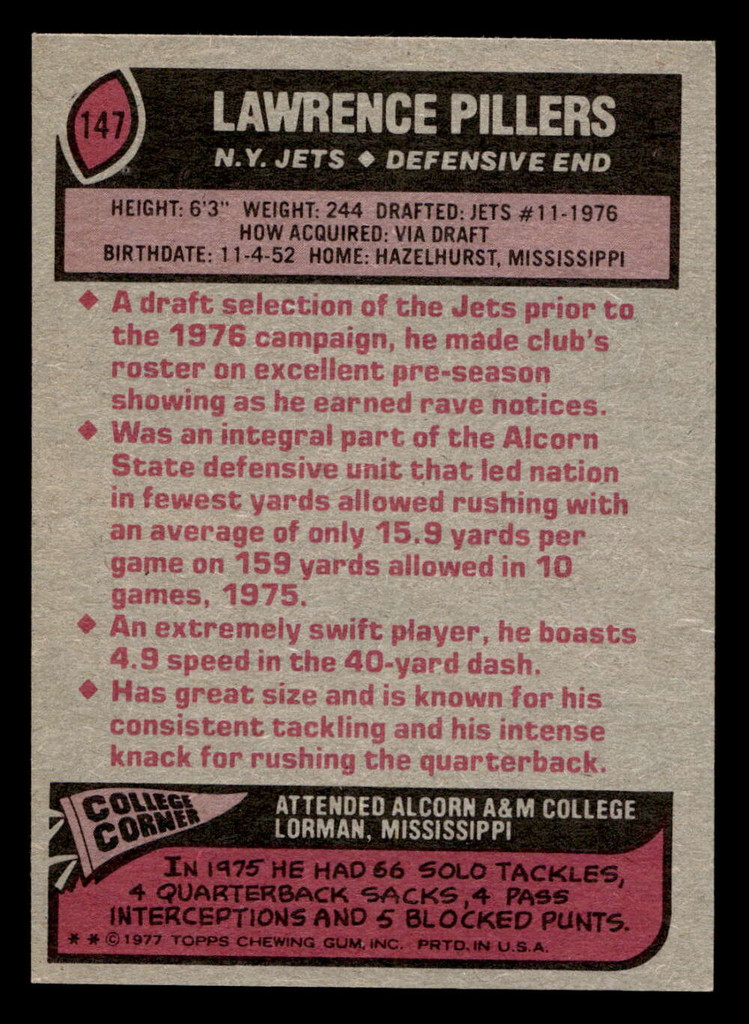 147
LAWRENCE PILLERS
N.Y. JETS ♦ DEFENSIVE END
HEIGHT: 6'3" WEIGHT: 244 DRAFTED: JETS #11-1976
HOW ACQUIRED: VIA DRAFT
BIRTHDATE: 11-4-52 HOME: HAZELHURST, MISSISSIPPI
♦ A draft selection of the Jets prior to
the 1976 campaign, he made club's
roster on excellent pre-season
showing as he earned rave notices.
♦ Was an integral part of the Alcorn
State defensive unit that led nation
in fewest yards allowed rushing with
an average of only 15.9 yards per
game on 159 yards allowed in 10
games, 1975.
♦ An extremely swift player, he boasts
4.9 speed in the 40-yard dash.
♦ Has great size and is known for his
consistent tackling and his intense
knack for rushing the quarterback.
COLLEGE
CORNER
ATTENDED ALCORN A&M COLLEGE
LORMAN, MISSISSIPPI
IN 1975 HE HAD 66 SOLO TACKLES,
4 QUARTERBACK SACKS, 4 PASS
INTERCEPTIONS AND 5 BLOCKED PUNTS.
* * © 1977 TOPPS CHEWING GUM, INC. PRTD. IN U.S.A.